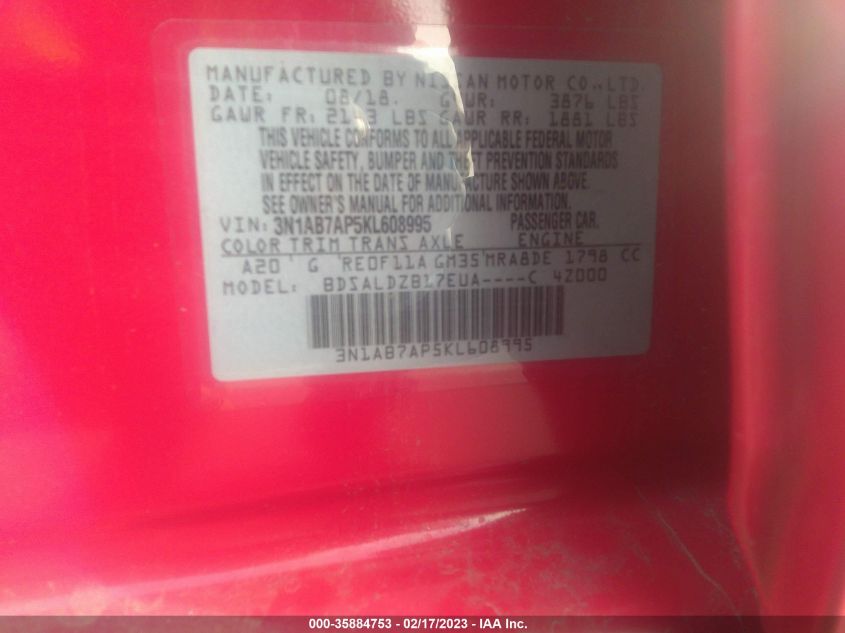 MANUFACTURED BY NISSAN MOTOR CO.,LTD.
DATE: 08/18. GVWR: 3876 LBS
GAWR FR: 2113 LBS GAWR RR: 1881 LBS
THIS VEHICLE CONFORMS TO ALL APPLICABLE FEDERAL MOTOR
VEHICLE SAFETY, BUMPER AND THEFT PREVENTION STANDARDS
IN EFFECT ON THE DATE OF MANUFACTURE SHOWN ABOVE.
SEE OWNER'S MANUAL FOR ADDITIONAL INFORMATION.
VIN: 3N1AB7AP5KL608995 PASSENGER CAR.
COLOR TRIM TRANS AXLE ENGINE
A20 G RE0F11A GM35 MRA8DE 1798 CC
MODEL: BDSALDZB17EUA----C 4Z000
3N1AB7AP5KL608995
000-35884753 - 02/17/2023 - IAA Inc.